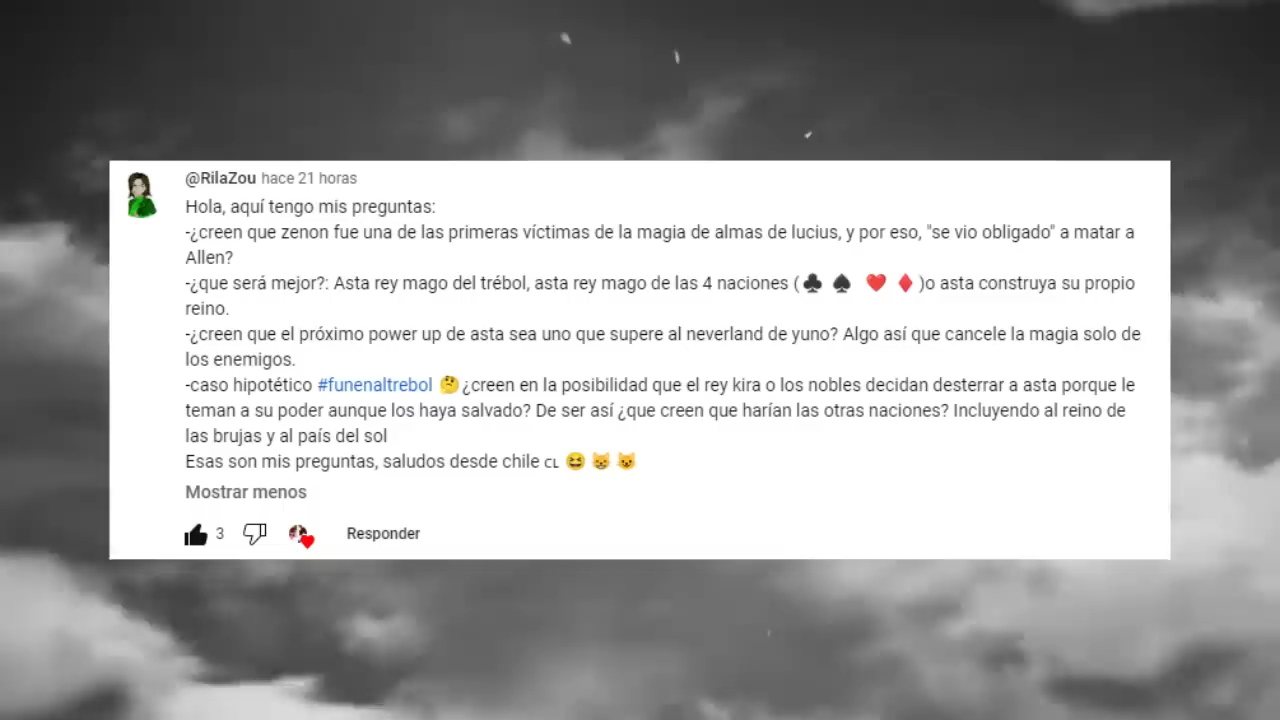 @RilaZou hace 21 horas
Hola, aquí tengo mis preguntas:
-¿creen que zenon fue una de las primeras víctimas de la magia de almas de lucius, y por eso, "se vio obligado" a matar a
Allen?
-¿que será mejor?: Asta rey mago del trébol, asta rey mago de las 4 naciones (♣️ ♠️ ❤️ ♦️)o asta construya su propio
reino.
-¿creen que el próximo power up de asta sea uno que supere al neverland de yuno? Algo así que cancele la magia solo de
los enemigos.
-caso hipotético #funenaltrebol 🤔¿creen en la posibilidad que el rey kira o los nobles decidan desterrar a asta porque le
teman a su poder aunque los haya salvado? De ser así ¿que creen que harían las otras naciones? Incluyendo al reino de
las brujas y al país del sol
Esas son mis preguntas, saludos desde chile CL 😆 😸 😼
Mostrar menos
3 Responder